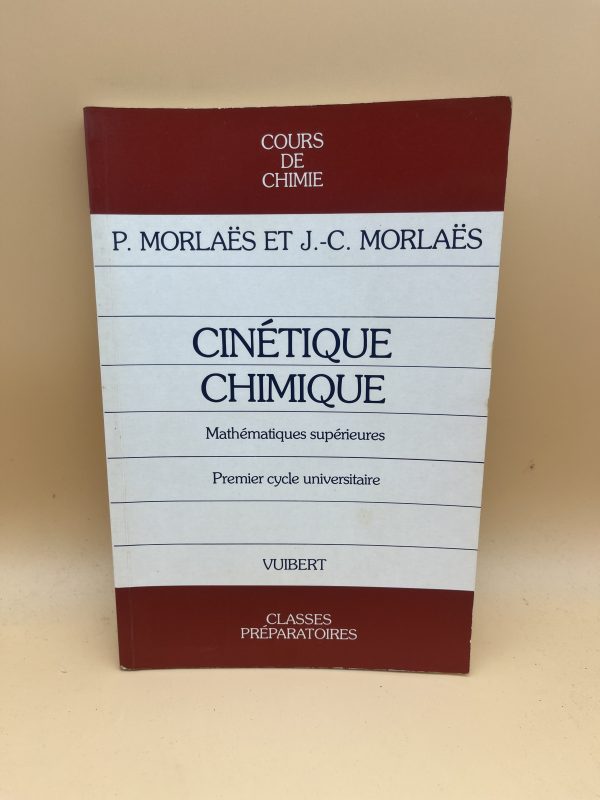 COURS
DE
CHIMIE
P. MORLAËS ET J.-C. MORLAËS
CINÉTIQUE
CHIMIQUE
Mathématiques supérieures
Premier cycle universitaire
VUIBERT
CLASSES
PRÉPARATOIRES